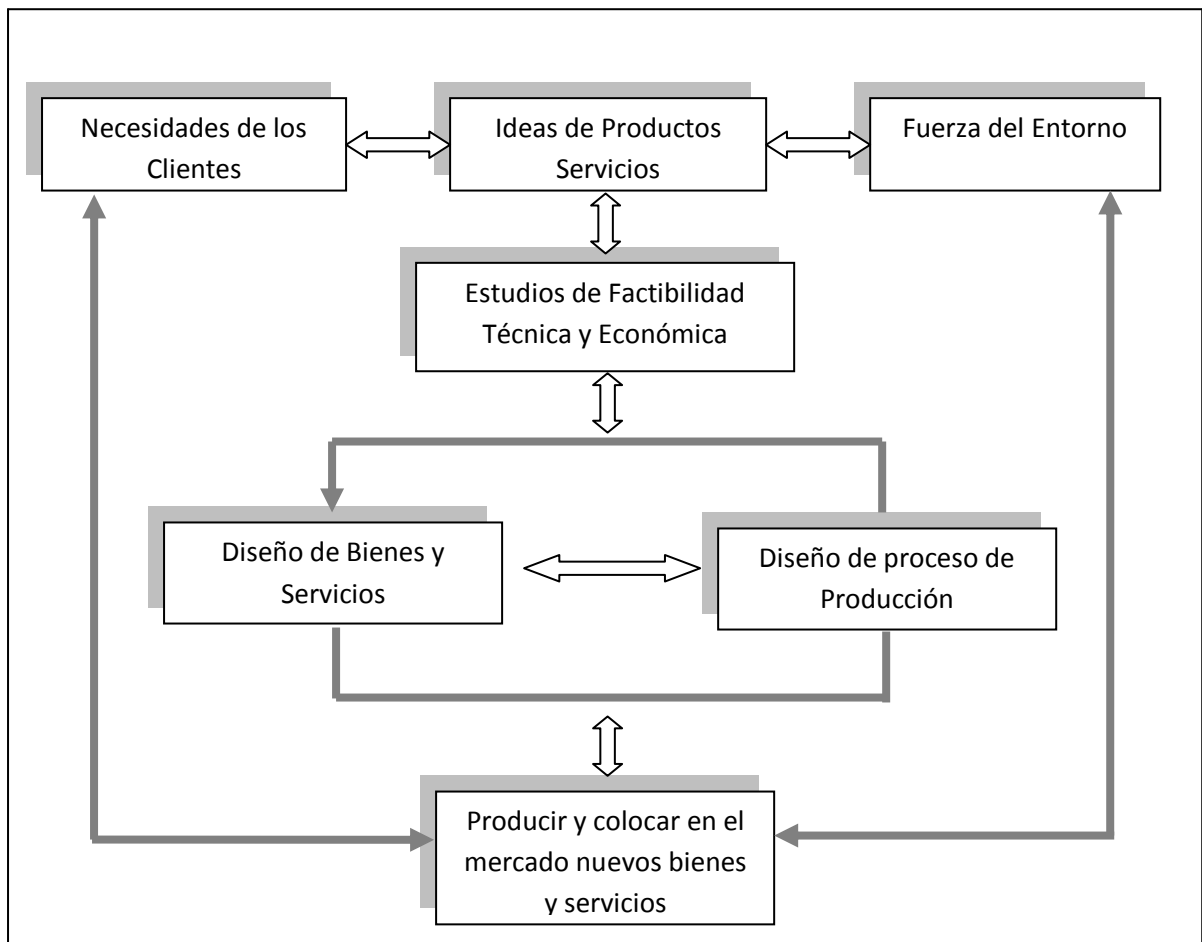 Necesidades de los
Clientes
Ideas de Productos
Servicios
Fuerza del Entorno
Estudios de Factibilidad
Técnica y Económica
Diseño de Bienes y
Servicios
Diseño de proceso de
Producción
Producir y colocar en el
mercado nuevos bienes
y servicios